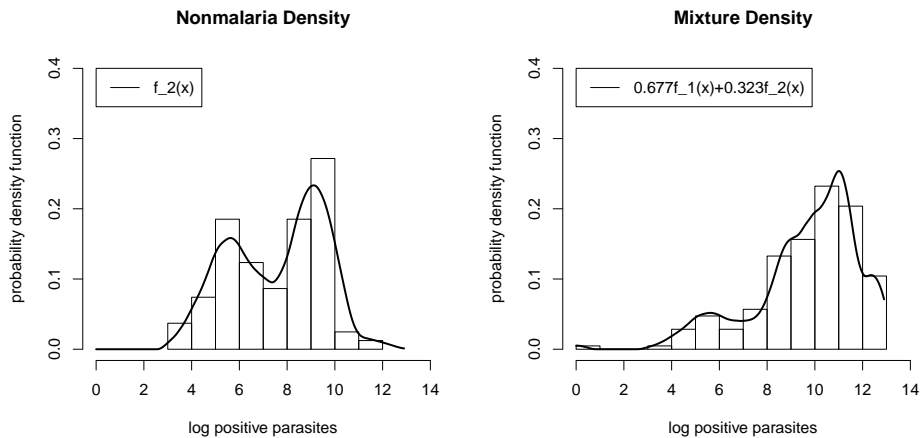 Nonmalaria Density
probability density function
0.4
0.3
0.2
0.1
0.0
f_2(x)
0 2 4 6 8 10 12 14
log positive parasites
Mixture Density
probability density function
0.4
0.3
0.2
0.1
0.0
0.677f_1(x)+0.323f_2(x)
0 2 4 6 8 10 12 14
log positive parasites